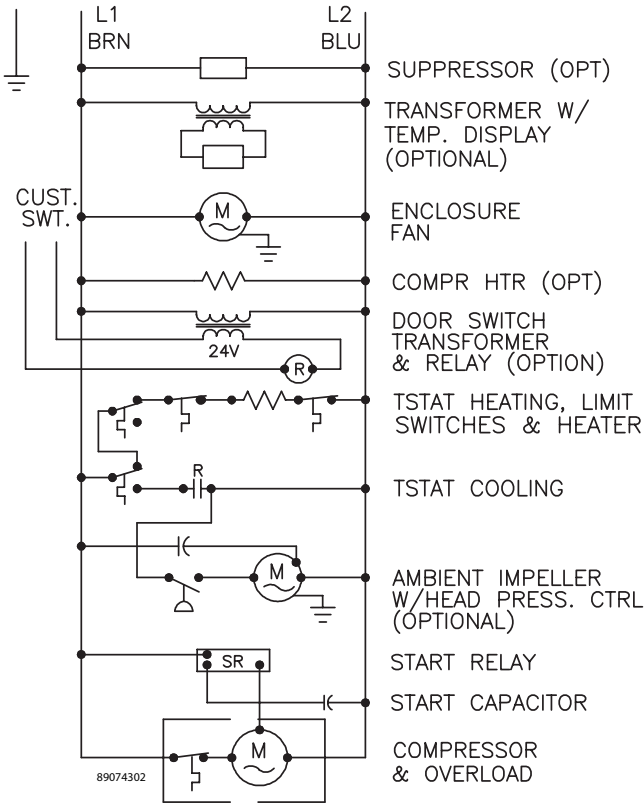 L1
BRN
L2
BLU
SUPPRESSOR (OPT)
TRANSFORMER W/
TEMP. DISPLAY
(OPTIONAL)
CUST.
SWT.
M
ENCLOSURE
FAN
COMPR HTR (OPT)
DOOR SWITCH
TRANSFORMER
& RELAY (OPTION)
24V
R
TSTAT HEATING, LIMIT
SWITCHES & HEATER
R
TSTAT COOLING
M
AMBIENT IMPELLER
W/HEAD PRESS. CTRL
(OPTIONAL)
SR
START RELAY
START CAPACITOR
M
COMPRESSOR
& OVERLOAD
89074302